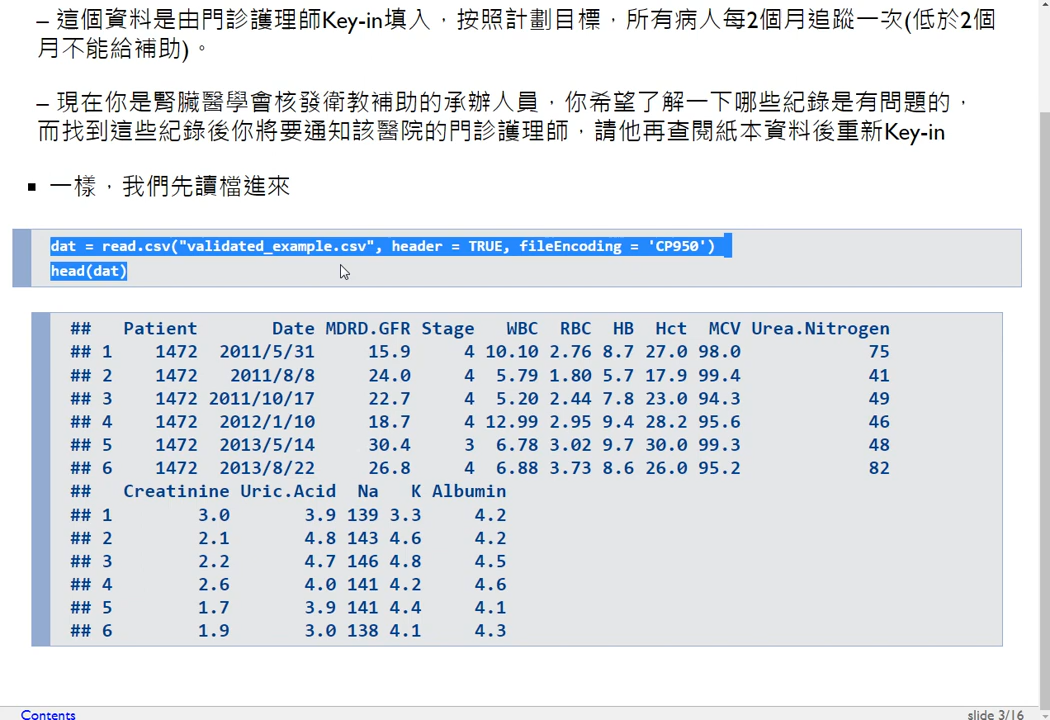 – 這個資料是由門診護理師Key-in填入，按照計劃目標，所有病人每2個月追蹤一次(低於2個
月不能給補助)。
– 現在你是腎臟醫學會核發衛教補助的承辦人員，你希望了解一下哪些紀錄是有問題的，
而找到這些紀錄後你將要通知該醫院的門診護理師，請他再查閱紙本資料後重新Key-in
▪ 一樣，我們先讀檔進來
dat = read.csv("validated_example.csv", header = TRUE, fileEncoding = 'CP950')
head(dat)
## Patient Date MDRD.GFR Stage WBC RBC HB Hct MCV Urea.Nitrogen
## 1 1472 2011/5/31 15.9 4 10.10 2.76 8.7 27.0 98.0 75
## 2 1472 2011/8/8 24.0 4 5.79 1.80 5.7 17.9 99.4 41
## 3 1472 2011/10/17 22.7 4 5.20 2.44 7.8 23.0 94.3 49
## 4 1472 2012/1/10 18.7 4 12.99 2.95 9.4 28.2 95.6 46
## 5 1472 2013/5/14 30.4 3 6.78 3.02 9.7 30.0 99.3 48
## 6 1472 2013/8/22 26.8 4 6.88 3.73 8.6 26.0 95.2 82
## Creatinine Uric.Acid Na K Albumin
## 1 3.0 3.9 139 3.3 4.2
## 2 2.1 4.8 143 4.6 4.2
## 3 2.2 4.7 146 4.8 4.5
## 4 2.6 4.0 141 4.2 4.6
## 5 1.7 3.9 141 4.4 4.1
## 6 1.9 3.0 138 4.1 4.3
Contents
slide 3/16